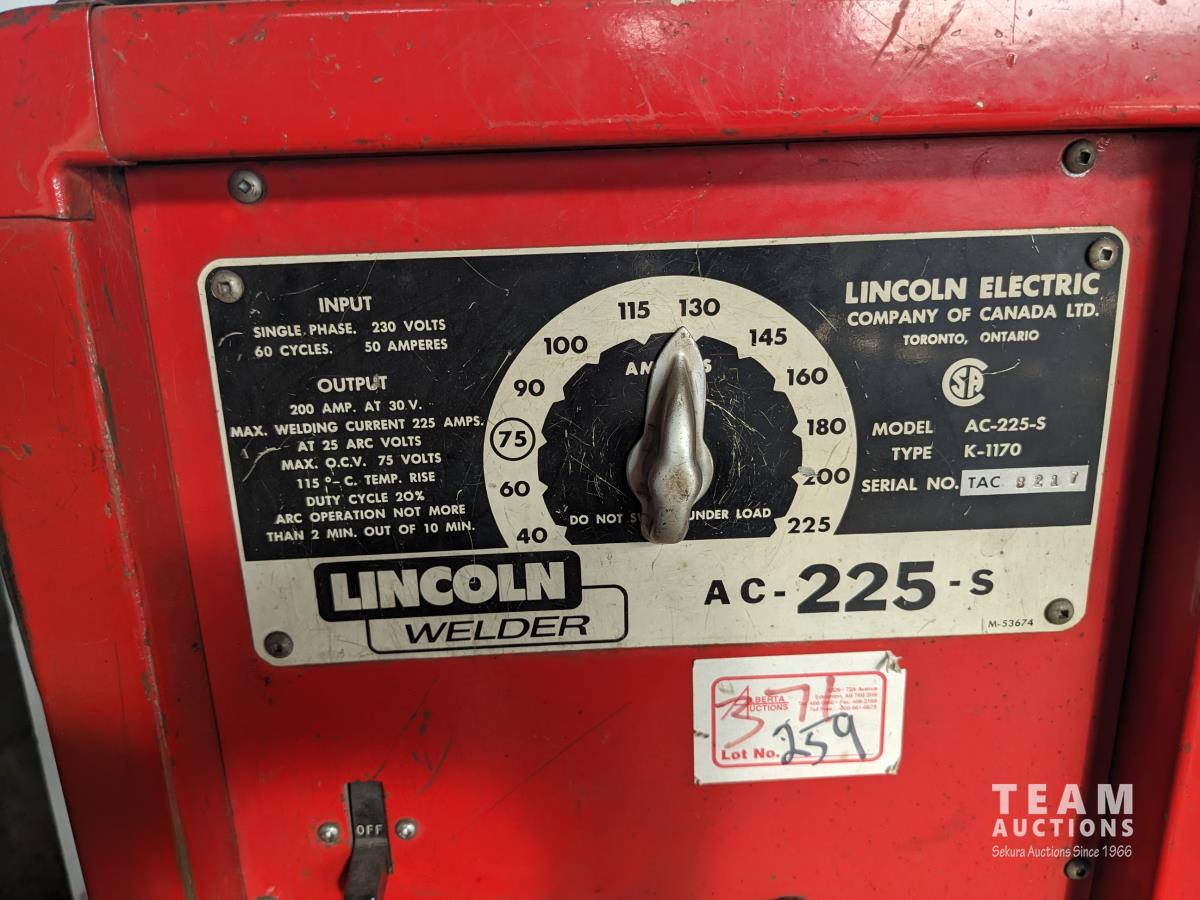 INPUT
SINGLE PHASE. 230 VOLTS
60 CYCLES. 50 AMPERES
OUTPUT
200 AMP. AT 30 V.
MAX. WELDING CURRENT 225 AMPS.
AT 25 ARC VOLTS
MAX. O.C.V. 75 VOLTS
115 °-C. TEMP. RISE
DUTY CYCLE 20%
ARC OPERATION NOT MORE
THAN 2 MIN. OUT OF 10 MIN.
40
60
75
90
100
115
130
145
160
180
200
225
DO NOT UNDER LOAD
LINCOLN ELECTRIC
COMPANY OF CANADA LTD.
TORONTO, ONTARIO
CSA
MODEL AC-225-S
TYPE K-1170
SERIAL NO. TAC 8217
LINCOLN
WELDER
AC-225-S
M-53674
AUCTIONS
Lot No. 259
OFF
TEAM
AUCTIONS
Sekura Auctions Since 1966